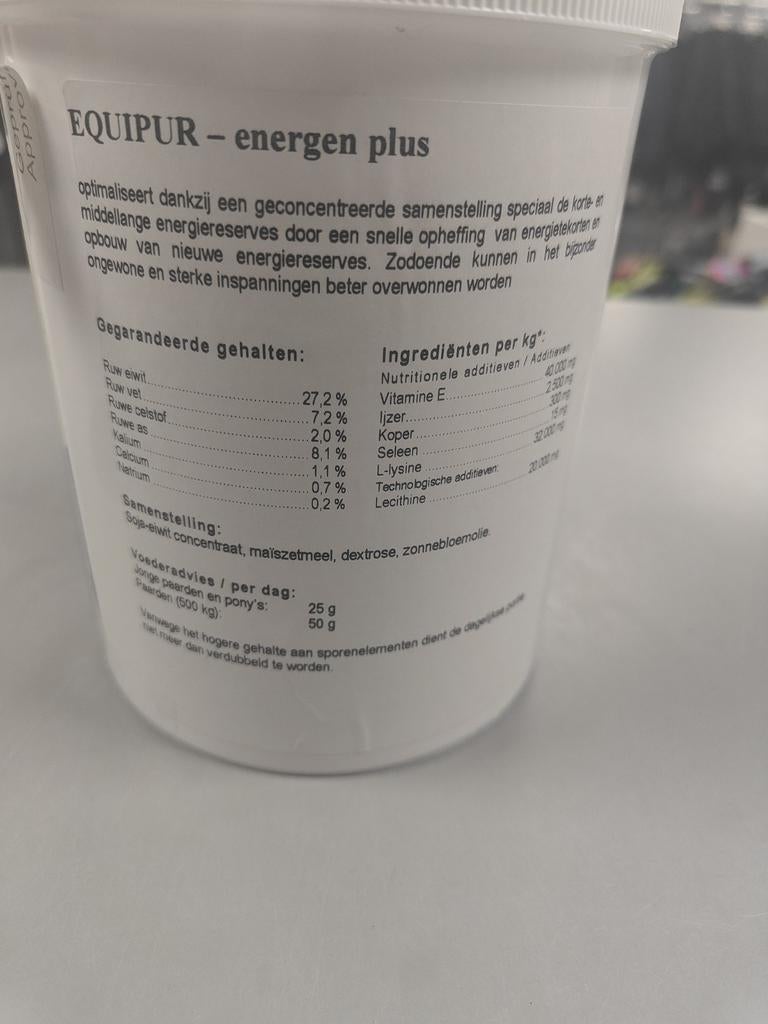 Geprüft
Approv
EQUIPUR – energen plus
optimaliseert dankzij een geconcentreerde samenstelling speciaal de korte- en
middellange energiereserves door een snelle opheffing van energietekorten en
opbouw van nieuwe energiereserves. Zodoende kunnen in het bijzonder
ongewone en sterke inspanningen beter overwonnen worden
Gegarandeerde gehalten:
Ruw eiwit............27,2 %
Ruw vet............7,2 %
Ruwe celstof............2,0 %
Ruwe as............8,1 %
Kalium............1,1 %
Calcium............0,7 %
Natrium............0,2 %
Ingrediënten per kg*:
Nutritionele additieven / Additieven
Vitamine E............40.000 mg
Ijzer............2.500 mg
Koper............300 mg
Seleen............15 mg
L-lysine............32.000 mg
Technologische additieven:
Lecithine............20.000 mg
Samenstelling:
Soja-eiwit concentraat, maïszetmeel, dextrose, zonnebloemolie.
Voederadvies / per dag:
Jonge paarden en pony's: 25 g
Paarden (500 kg): 50 g
Vanwege het hogere gehalte aan sporenelementen dient de dagelijkse portie
niet meer dan verdubbeld te worden.